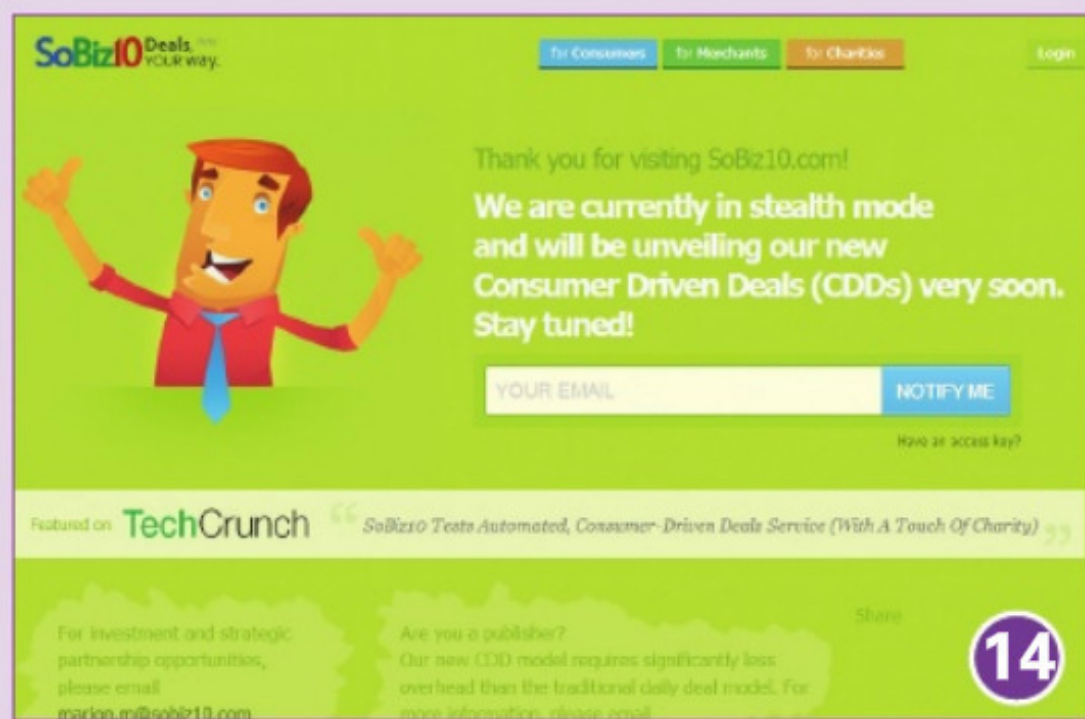 SoBiz10 Deals, YOUR way.
for Consumers for Merchants for Charities Login
Thank you for visiting SoBiz10.com!
We are currently in stealth mode
and will be unveiling our new
Consumer Driven Deals (CDDs) very soon.
Stay tuned!
YOUR EMAIL NOTIFY ME
Have an access key?
Featured on TechCrunch “ SoBiz10 Tests Automated, Consumer-Driven Deals Service (With A Touch Of Charity) ”
For investment and strategic
partnership opportunities,
please email
marion.m@sobiz10.com
Are you a publisher?
Our new CDD model requires significantly less
overhead than the traditional daily deal model. For
more information, please email
Share
14